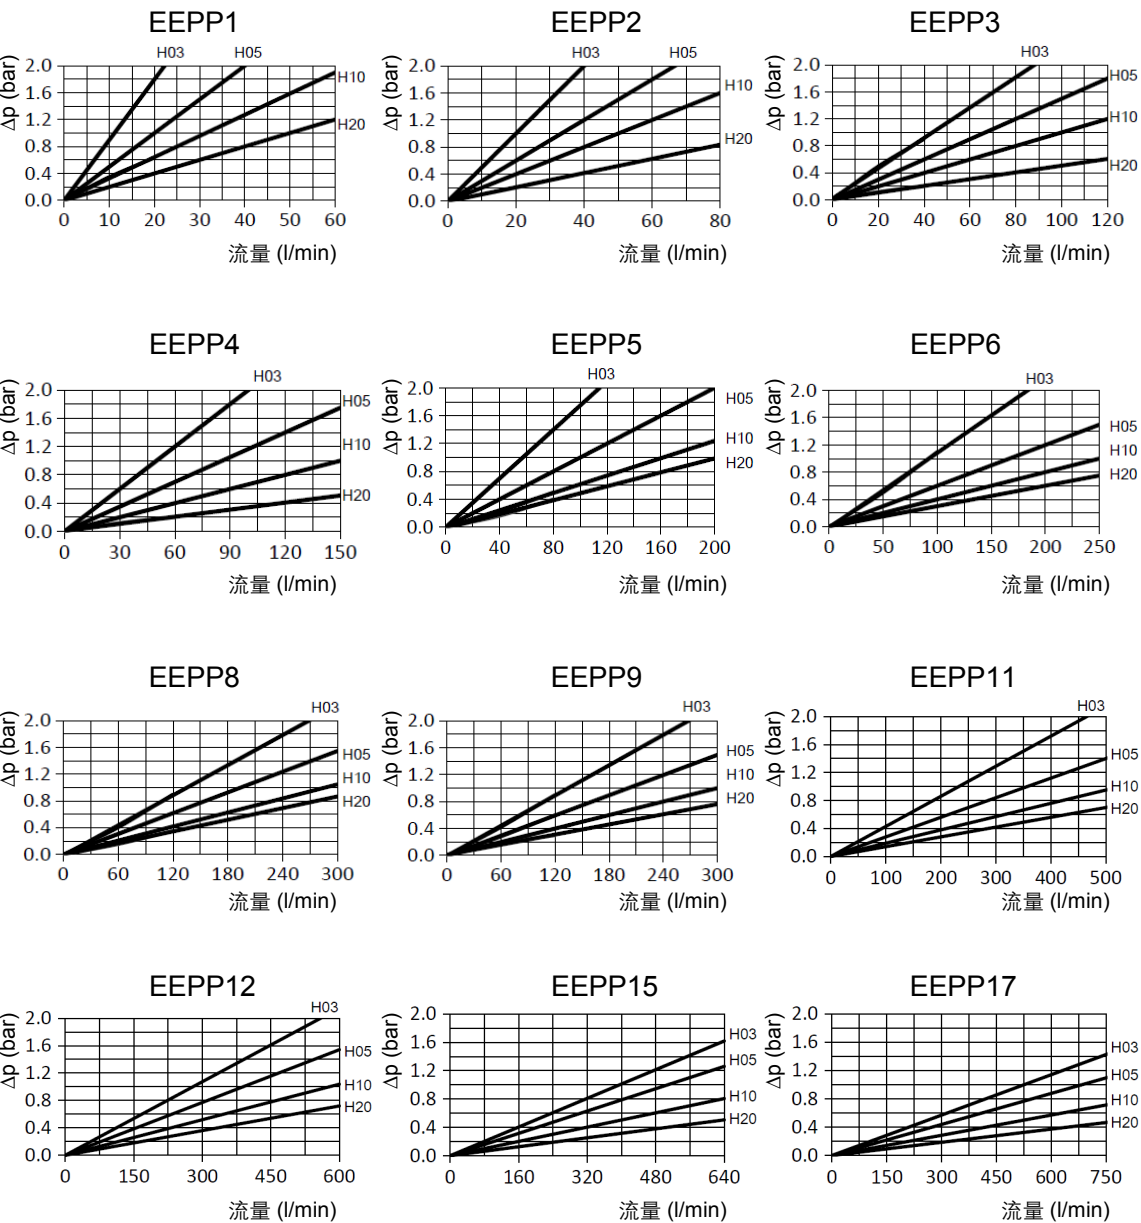 EEPP1 EEPP2 EEPP3
H03 H05 H03 H05 H03
Δp (bar) 2.0 1.6 1.2 0.8 0.4 0.0 H10 H20
0 10 20 30 40 50 60
流量 (l/min)
Δp (bar) 2.0 1.6 1.2 0.8 0.4 0.0 H10 H20
0 20 40 60 80
流量 (l/min)
Δp (bar) 2.0 1.6 1.2 0.8 0.4 0.0 H05 H10 H20
0 20 40 60 80 100 120
流量 (l/min)
EEPP4 EEPP5 EEPP6
H03 H03 H03
Δp (bar) 2.0 1.6 1.2 0.8 0.4 0.0 H05 H10 H20
0 30 60 90 120 150
流量 (l/min)
Δp (bar) 2.0 1.6 1.2 0.8 0.4 0.0 H05 H10 H20
0 40 80 120 160 200
流量 (l/min)
Δp (bar) 2.0 1.6 1.2 0.8 0.4 0.0 H05 H10 H20
0 50 100 150 200 250
流量 (l/min)
EEPP8 EEPP9 EEPP11
H03 H03 H03
Δp (bar) 2.0 1.6 1.2 0.8 0.4 0.0 H05 H10 H20
0 60 120 180 240 300
流量 (l/min)
Δp (bar) 2.0 1.6 1.2 0.8 0.4 0.0 H05 H10 H20
0 60 120 180 240 300
流量 (l/min)
Δp (bar) 2.0 1.6 1.2 0.8 0.4 0.0 H05 H10 H20
0 100 200 300 400 500
流量 (l/min)
EEPP12 EEPP15 EEPP17
H03
Δp (bar) 2.0 1.6 1.2 0.8 0.4 0.0 H05 H10 H20
0 150 300 450 600
流量 (l/min)
Δp (bar) 2.0 1.6 1.2 0.8 0.4 0.0 H03 H05 H10 H20
0 160 320 480 640
流量 (l/min)
Δp (bar) 2.0 1.6 1.2 0.8 0.4 0.0 H03 H05 H10 H20
0 150 300 450 600 750
流量 (l/min)